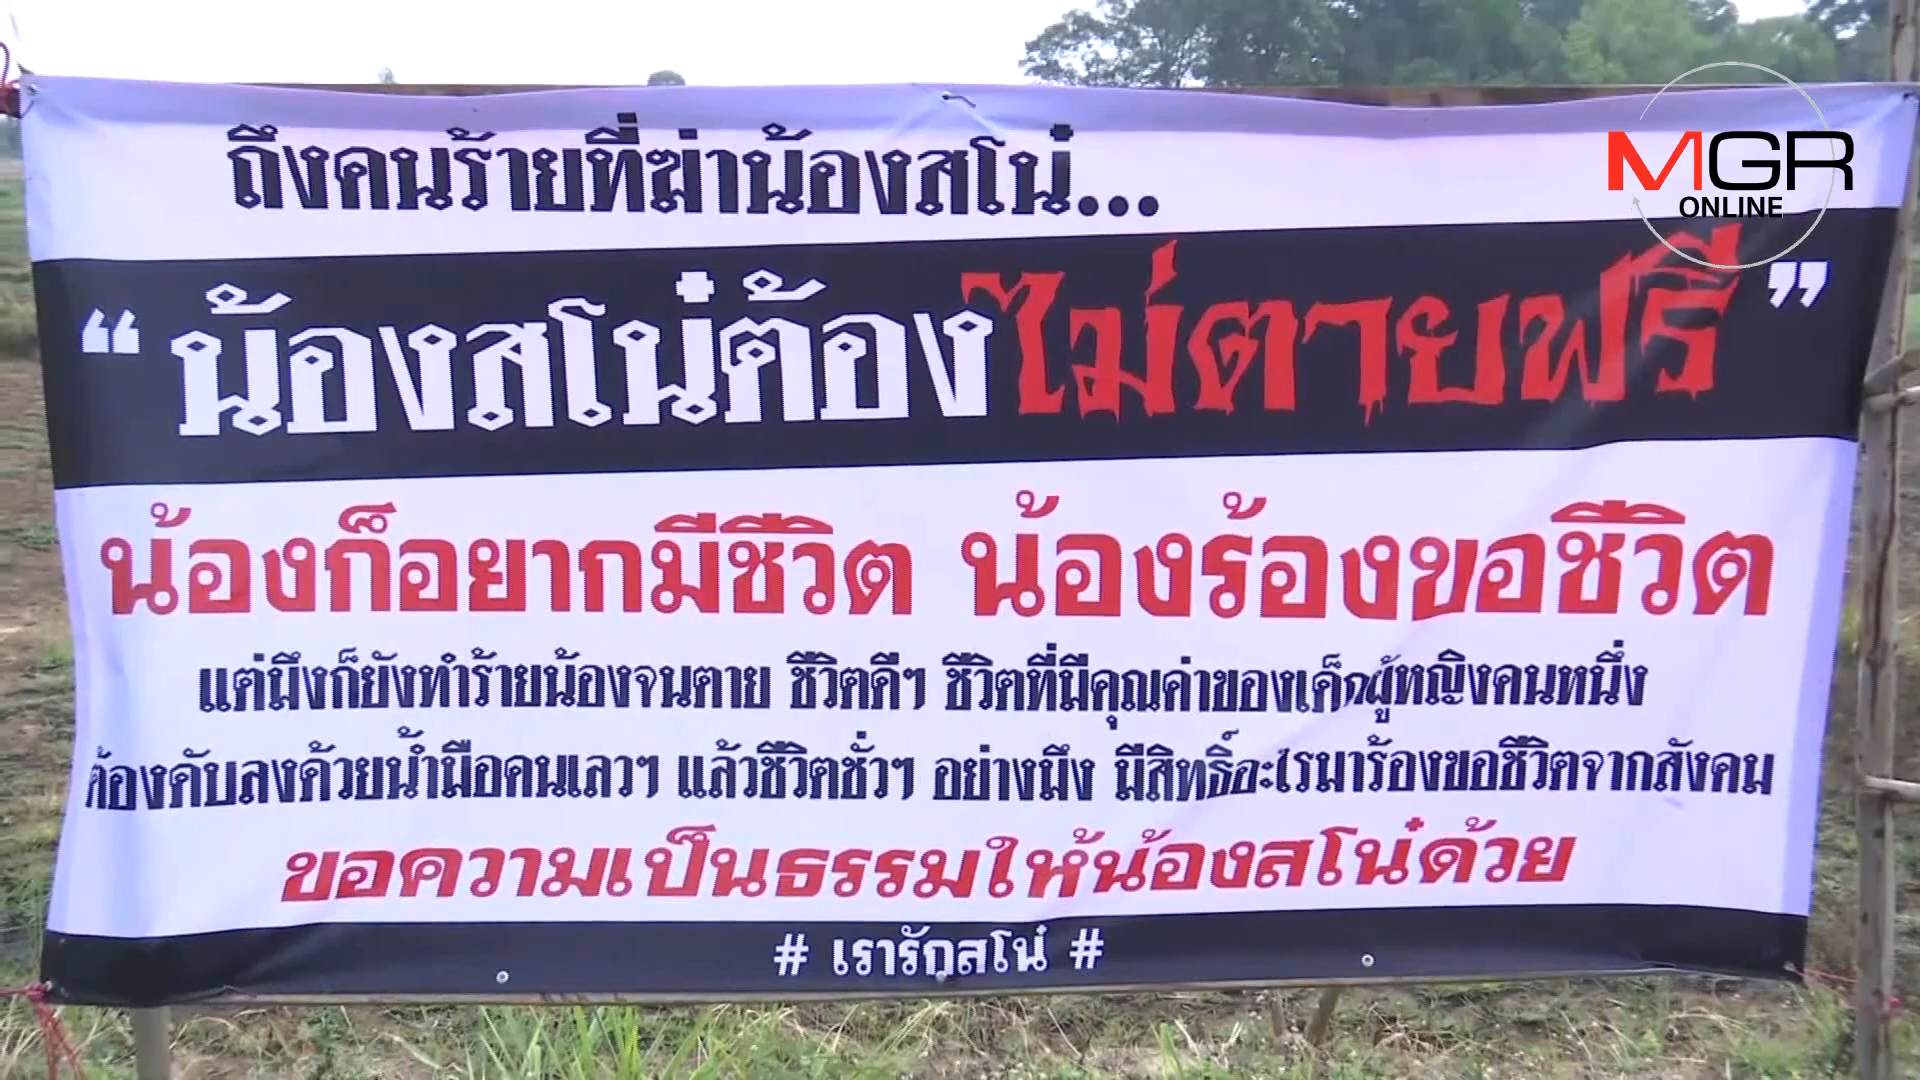 ถึงคนร้ายที่ฆ่าน้องสโน๋...
“น้องสโน๋ต้องไม่ตายฟรี”
น้องก็อยากมีชีวิต น้องร้องขอชีวิต
แต่มึงก็ยังทำร้ายน้องจนตาย ชีวิตดีๆ ชีวิตที่มีคุณค่าของเด็กผู้หญิงคนหนึ่ง
ต้องดับลงด้วยน้ำมือคนเลวๆ แล้วชีวิตชั่วๆ อย่างมึง มีสิทธิ์อะไรมาร้องขอชีวิตจากสังคม
ขอความเป็นธรรมให้น้องสโน๋ด้วย
# เรารักสโน๋ #
MGR
ONLINE